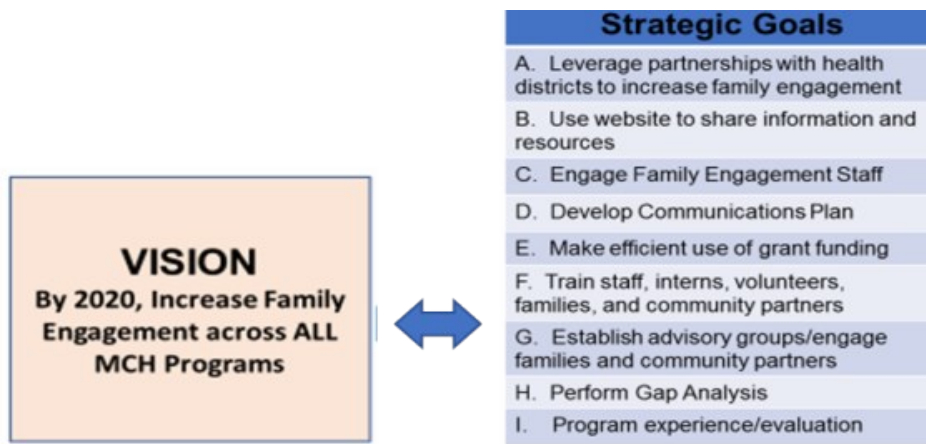 VISION
By 2020, Increase Family
Engagement across ALL
MCH Programs
Strategic Goals
A. Leverage partnerships with health
districts to increase family engagement
B. Use website to share information and
resources
C. Engage Family Engagement Staff
D. Develop Communications Plan
E. Make efficient use of grant funding
F. Train staff, interns, volunteers,
families, and community partners
G. Establish advisory groups/engage
families and community partners
H. Perform Gap Analysis
I. Program experience/evaluation